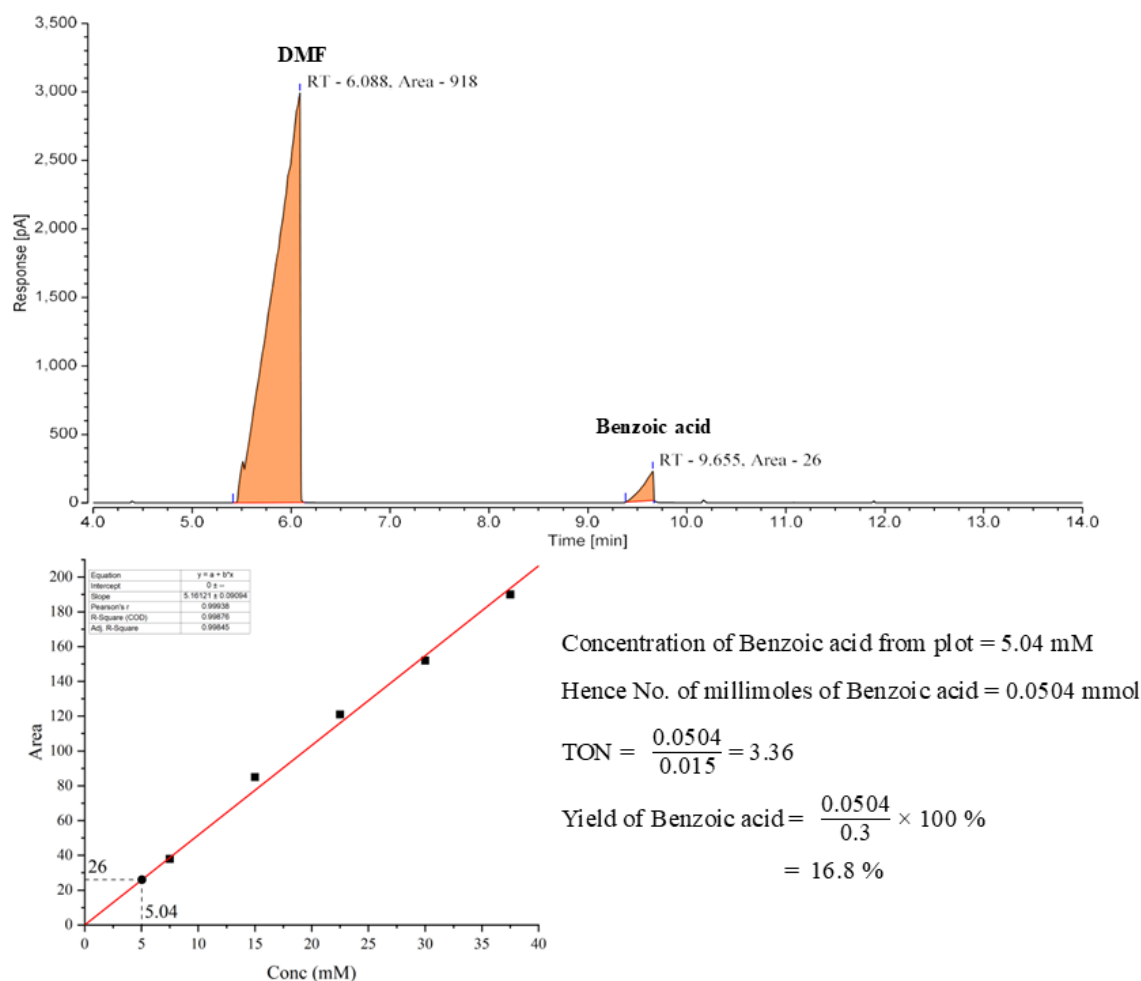 3,500
DMF
RT - 6.088, Area - 918
3,000
2,500
2,000
Response [pA]
1,500
1,000
500
Benzoic acid
RT - 9.655, Area - 26
0
4.0 5.0 6.0 7.0 8.0 9.0 10.0 11.0 12.0 13.0 14.0
Time [min]
Equation y = a + b*x
Intercept 0 ± --
Slope 5.16121 ± 0.09094
Pearson's r 0.99938
R-Square (COD) 0.99876
Adj. R-Square 0.99845
200
180
160
140
120
100
80
60
40
20
0
Area
26
5.04
0 5 10 15 20 25 30 35 40
Conc (mM)
Concentration of Benzoic acid from plot = 5.04 mM
Hence No. of millimoles of Benzoic acid = 0.0504 mmol
TON = 0.0504 / 0.015 = 3.36
Yield of Benzoic acid = 0.0504 / 0.3 × 100 %
= 16.8 %